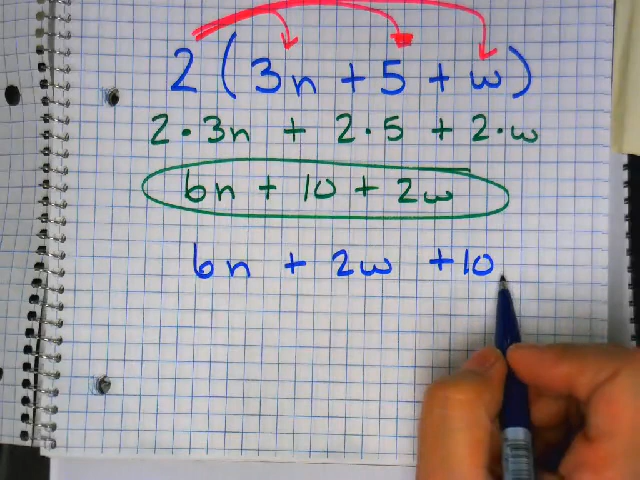 2 (3n + 5 + w)
2 · 3n + 2 · 5 + 2 · w
6n + 10 + 2w
6n + 2w + 10